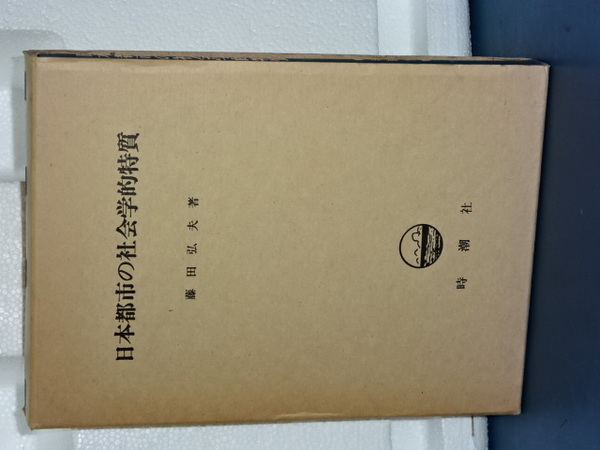 日本都市の社会学的特質
藤田弘夫 著
時潮社